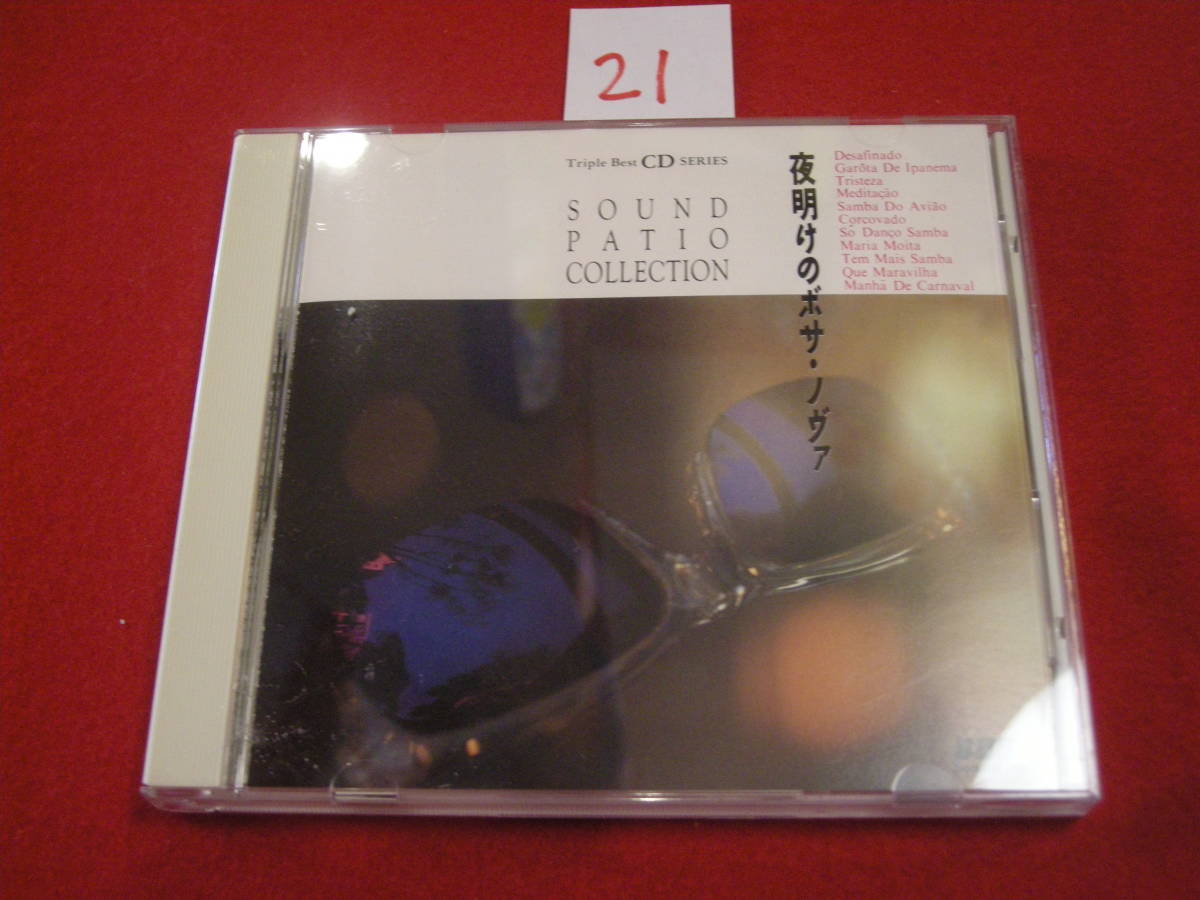 21
Triple Best CD SERIES
SOUND
PATIO
COLLECTION
夜明けのボサ・ノヴァ
Desafinado
Garôta De Ipanema
Tristeza
Meditação
Samba Do Avião
Corcovado
Só Danço Samba
Maria Moita
Tem Mais Samba
Que Maravilha
Manhã De Carnaval